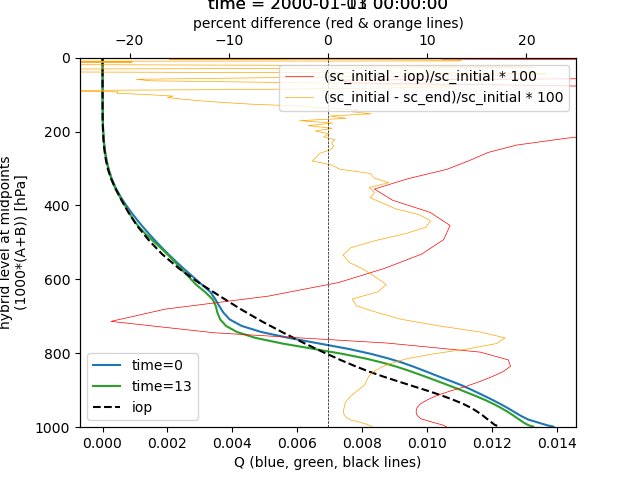 time = 2000-01-13 00:00:00
percent difference (red & orange lines)
−20 −10 0 10 20
(sc_initial - iop)/sc_initial * 100
(sc_initial - sc_end)/sc_initial * 100
0
200
400
600
800
1000
hybrid level at midpoints
(1000*(A+B)) [hPa]
time=0
time=13
iop
0.000 0.002 0.004 0.006 0.008 0.010 0.012 0.014
Q (blue, green, black lines)